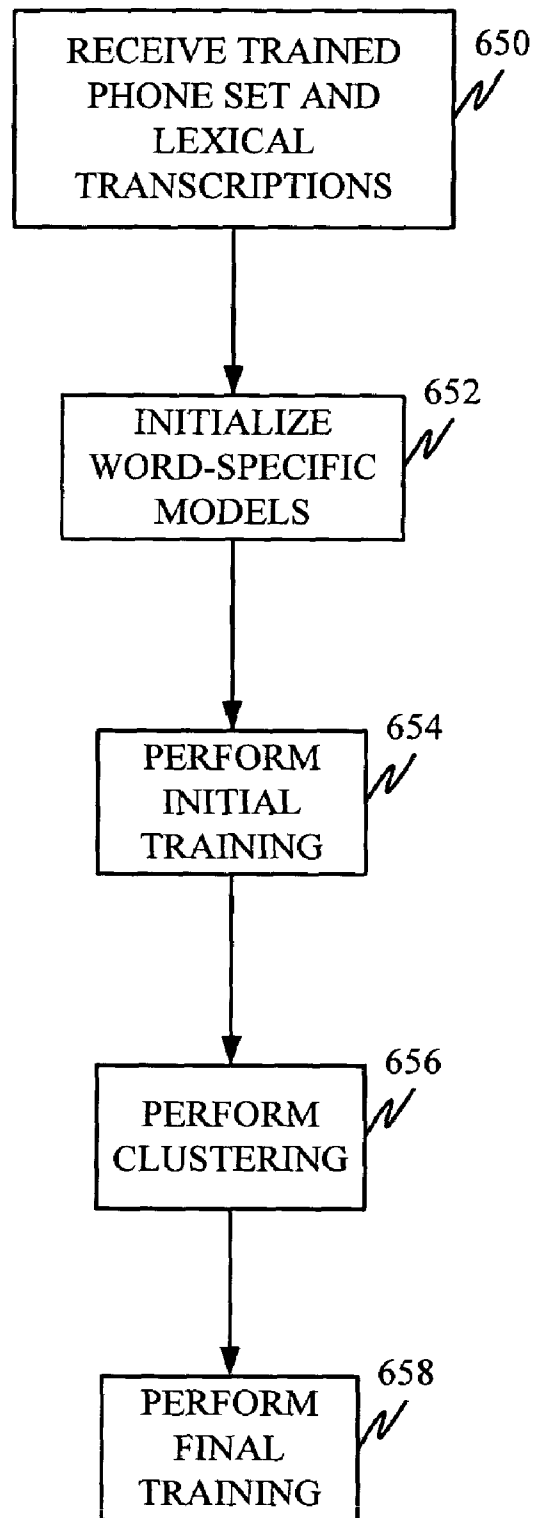 RECEIVE TRAINED
PHONE SET AND
LEXICAL
TRANSCRIPTIONS
650
INITIALIZE
WORD-SPECIFIC
MODELS
652
PERFORM
INITIAL
TRAINING
654
PERFORM
CLUSTERING
656
PERFORM
FINAL
TRAINING
658